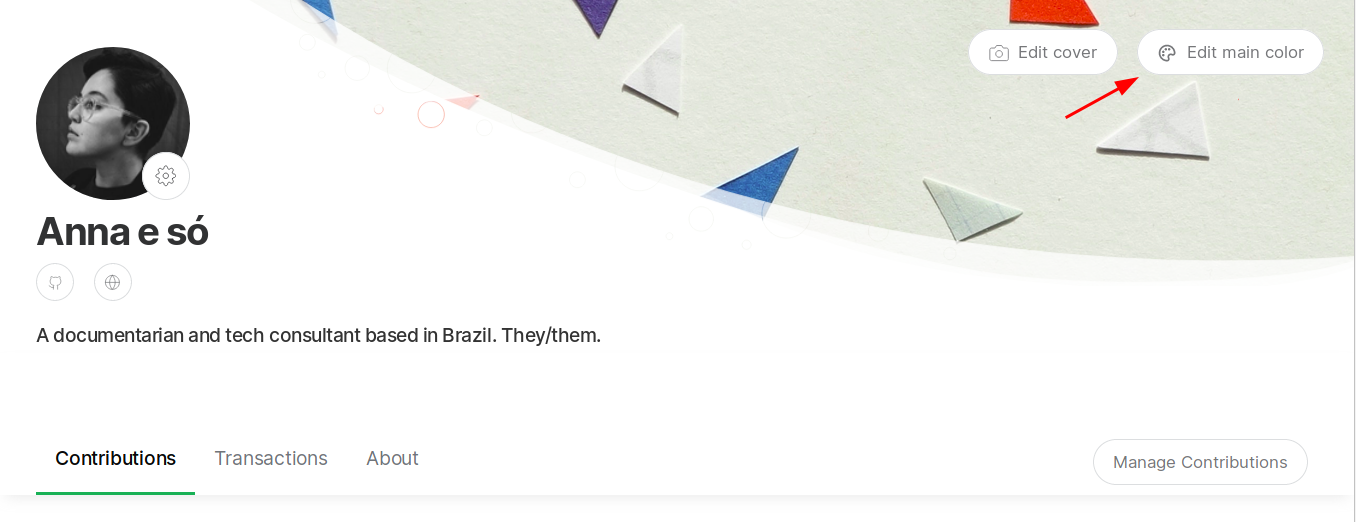 Edit cover
Edit main color
Anna e só
A documentarian and tech consultant based in Brazil. They/them.
Contributions
Transactions
About
Manage Contributions